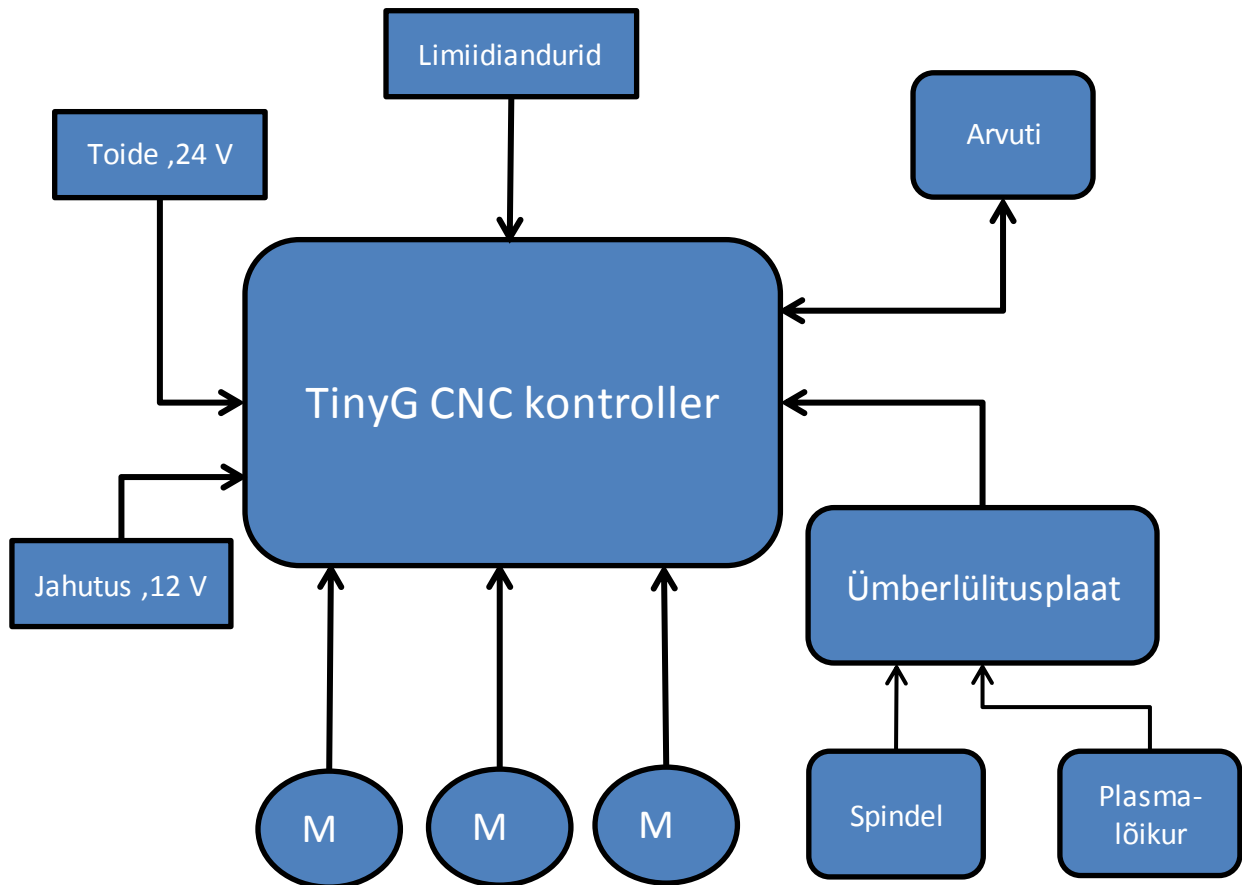 Limiidiandurid
Toide ,24 V
Arvuti
TinyG CNC kontroller
Jahutus ,12 V
Ümberlülitusplaat
M
M
M
Spindel
Plasma-
lõikur